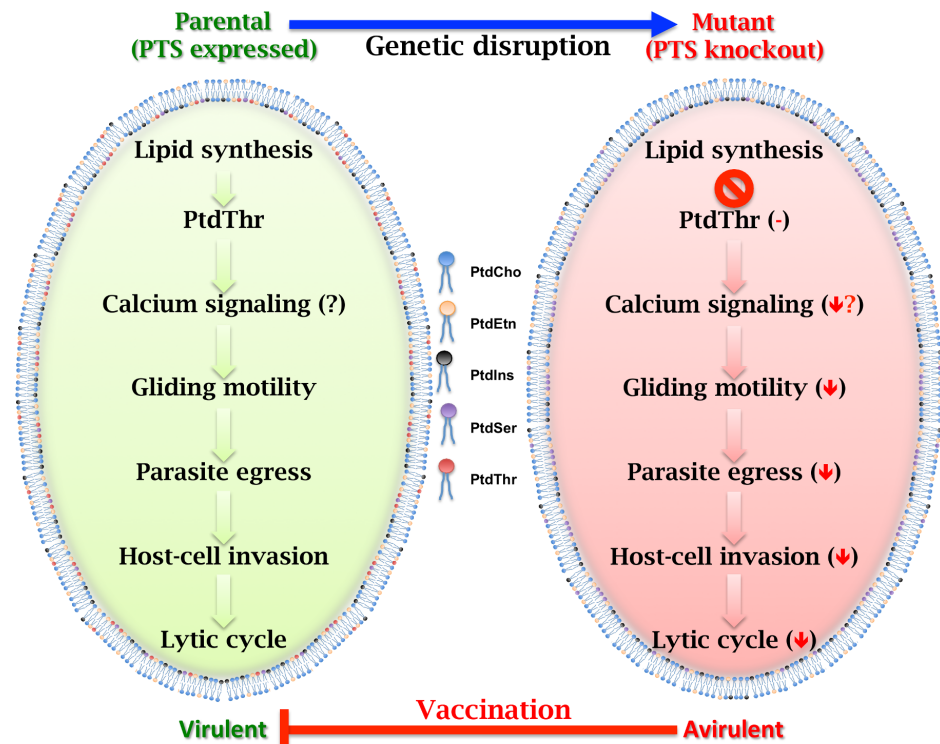 Parental
(PTS expressed)
Genetic disruption
Mutant
(PTS knockout)
Lipid synthesis
PtdThr
Calcium signaling (?)
Gliding motility
Parasite egress
Host-cell invasion
Lytic cycle
PtdCho
PtdEtn
PtdIns
PtdSer
PtdThr
Lipid synthesis
PtdThr (-)
Calcium signaling (↓?)
Gliding motility (↓)
Parasite egress (↓)
Host-cell invasion (↓)
Lytic cycle (↓)
Virulent
Vaccination
Avirulent